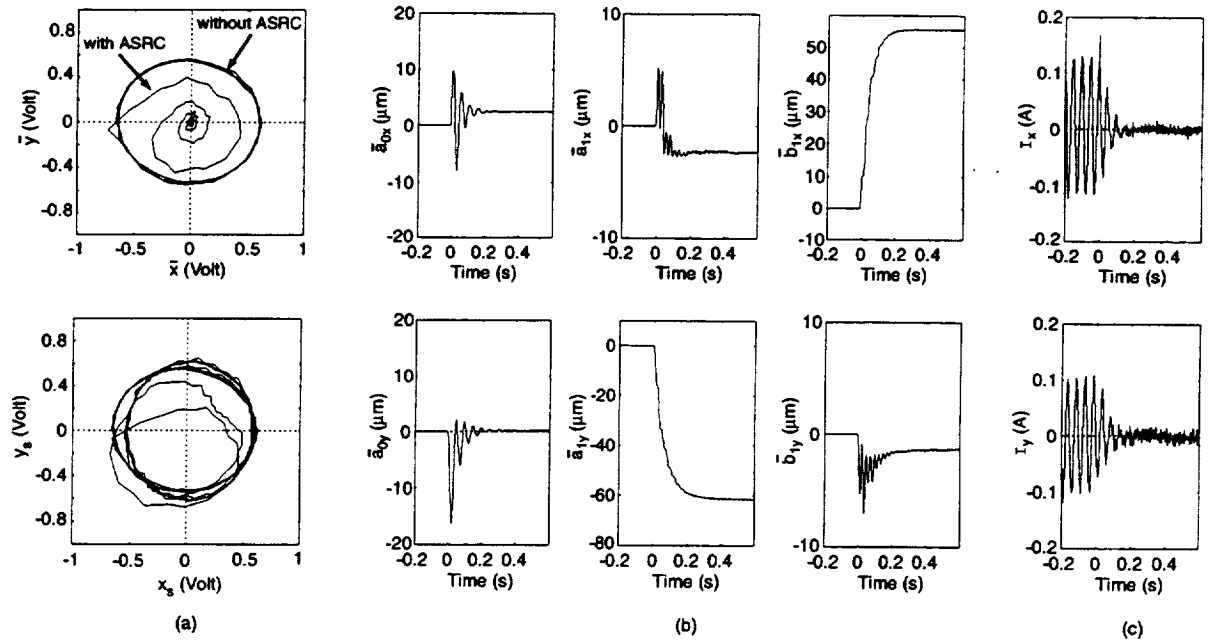 without ASRC
with ASRC
0.8
0.4
0
-0.4
-0.8
ȳ (Volt)
-1 -0.5 0 0.5 1
x̄ (Volt)
20
10
0
-10
-20
ā0x (μm)
-0.2 0 0.2 0.4
Time (s)
10
0
-10
ā1x (μm)
-0.2 0 0.2 0.4
Time (s)
50
40
30
20
10
0
-10
b̄1x (μm)
-0.2 0 0.2 0.4
Time (s)
0.2
0.1
0
-0.1
-0.2
Ix (A)
-0.2 0 0.2 0.4
Time (s)
0.8
0.4
0
-0.4
-0.8
ys (Volt)
-1 -0.5 0 0.5 1
xs (Volt)
20
10
0
-10
-20
ā0y (μm)
-0.2 0 0.2 0.4
Time (s)
0
-20
-40
-60
-80
ā1y (μm)
-0.2 0 0.2 0.4
Time (s)
10
0
-10
b̄1y (μm)
-0.2 0 0.2 0.4
Time (s)
0.2
0.1
0
-0.1
-0.2
Iy (A)
-0.2 0 0.2 0.4
Time (s)
(a) (b) (c)